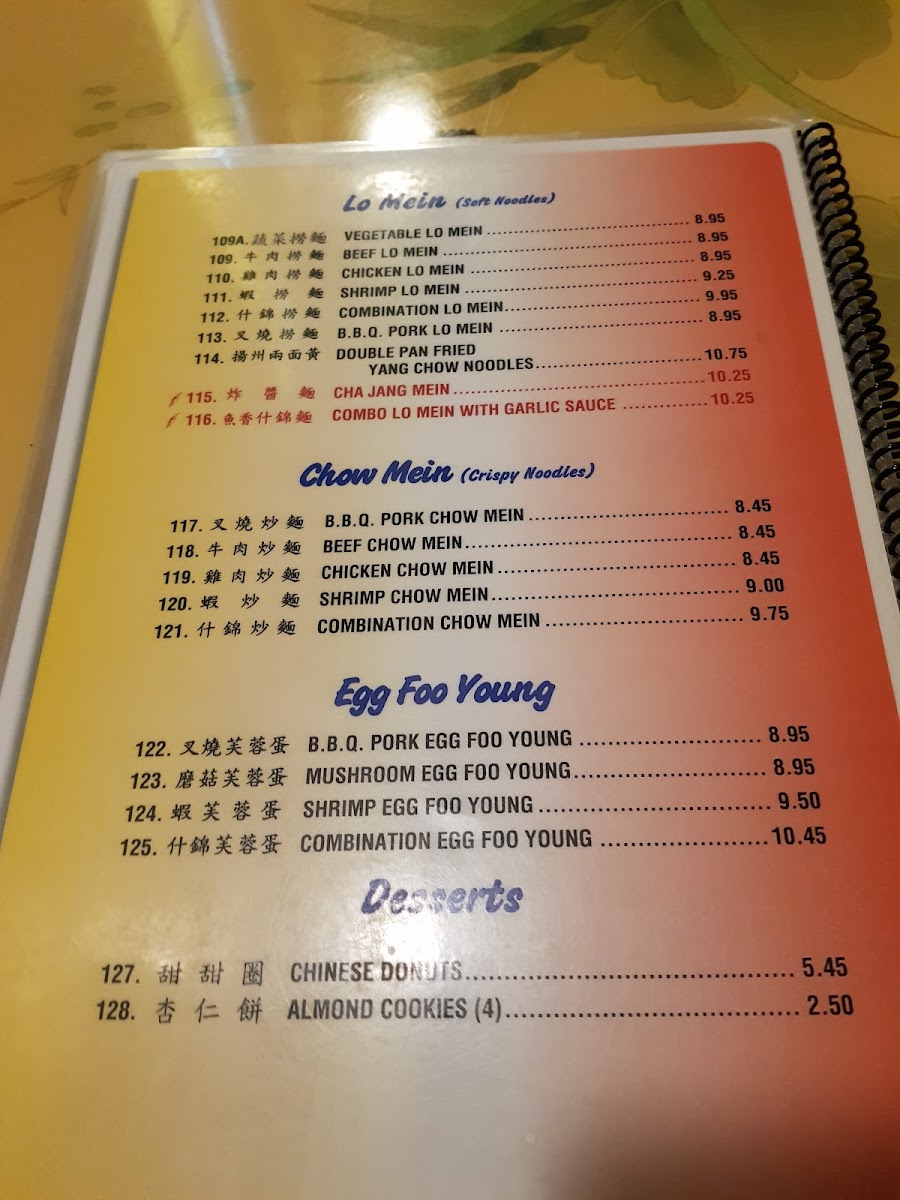 Lo Mein (Soft Noodles)
109A. 蔬菜撈麵 VEGETABLE LO MEIN 8.95
109. 牛肉撈麵 BEEF LO MEIN 8.95
110. 雞肉撈麵 CHICKEN LO MEIN 8.95
111. 蝦撈麵 SHRIMP LO MEIN 9.25
112. 什錦撈麵 COMBINATION LO MEIN 9.95
113. 叉燒撈麵 B.B.Q. PORK LO MEIN 8.95
114. 揚州兩面黃 DOUBLE PAN FRIED
YANG CHOW NOODLES 10.75
115. 炸醬麵 CHA JANG MEIN 10.25
116. 魚香什錦麵 COMBO LO MEIN WITH GARLIC SAUCE 10.25
Chow Mein (Crispy Noodles)
117. 叉燒炒麵 B.B.Q. PORK CHOW MEIN 8.45
118. 牛肉炒麵 BEEF CHOW MEIN 8.45
119. 雞肉炒麵 CHICKEN CHOW MEIN 8.45
120. 蝦炒麵 SHRIMP CHOW MEIN 9.00
121. 什錦炒麵 COMBINATION CHOW MEIN 9.75
Egg Foo Young
122. 叉燒芙蓉蛋 B.B.Q. PORK EGG FOO YOUNG 8.95
123. 磨菇芙蓉蛋 MUSHROOM EGG FOO YOUNG 8.95
124. 蝦芙蓉蛋 SHRIMP EGG FOO YOUNG 9.50
125. 什錦芙蓉蛋 COMBINATION EGG FOO YOUNG 10.45
Desserts
127. 甜甜圈 CHINESE DONUTS 5.45
128. 杏仁餅 ALMOND COOKIES (4) 2.50